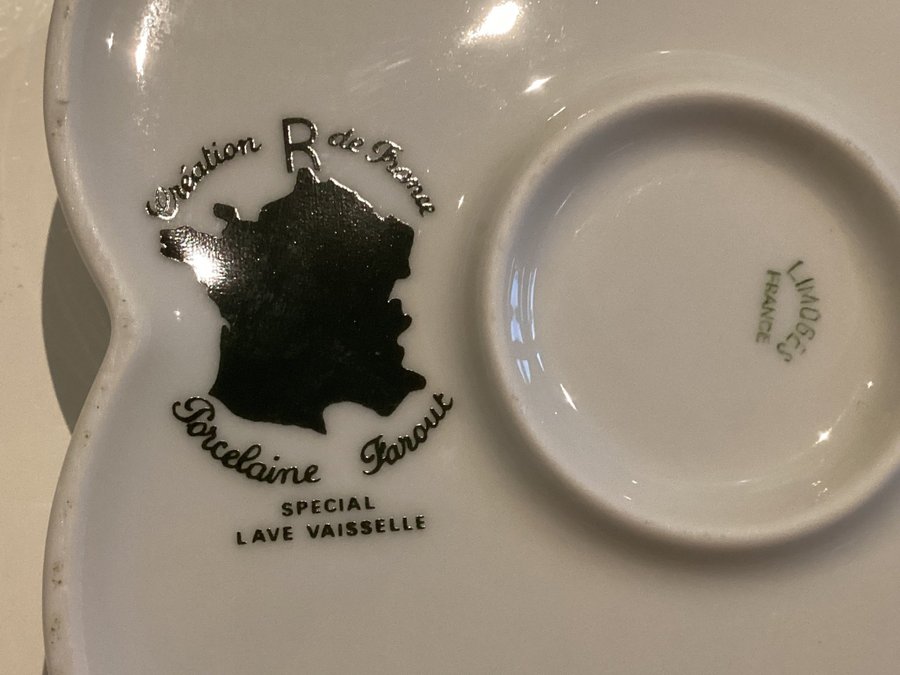 Création R de France
Porcelaine Farout
SPECIAL
LAVE VAISSELLE
LIMOGES
FRANCE